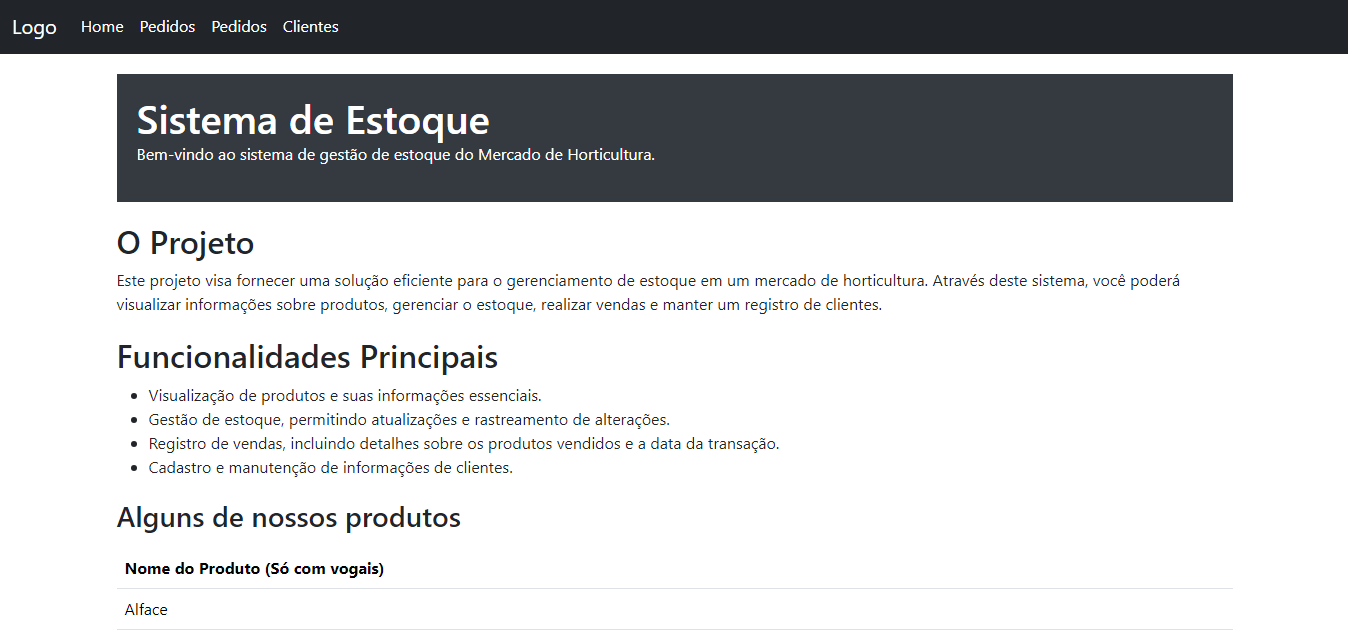 Logo Home Pedidos Pedidos Clientes
Sistema de Estoque
Bem-vindo ao sistema de gestão de estoque do Mercado de Horticultura.
O Projeto
Este projeto visa fornecer uma solução eficiente para o gerenciamento de estoque em um mercado de horticultura. Através deste sistema, você poderá
visualizar informações sobre produtos, gerenciar o estoque, realizar vendas e manter um registro de clientes.
Funcionalidades Principais
Visualização de produtos e suas informações essenciais.
Gestão de estoque, permitindo atualizações e rastreamento de alterações.
Registro de vendas, incluindo detalhes sobre os produtos vendidos e a data da transação.
Cadastro e manutenção de informações de clientes.
Alguns de nossos produtos
Nome do Produto (Só com vogais)
Alface